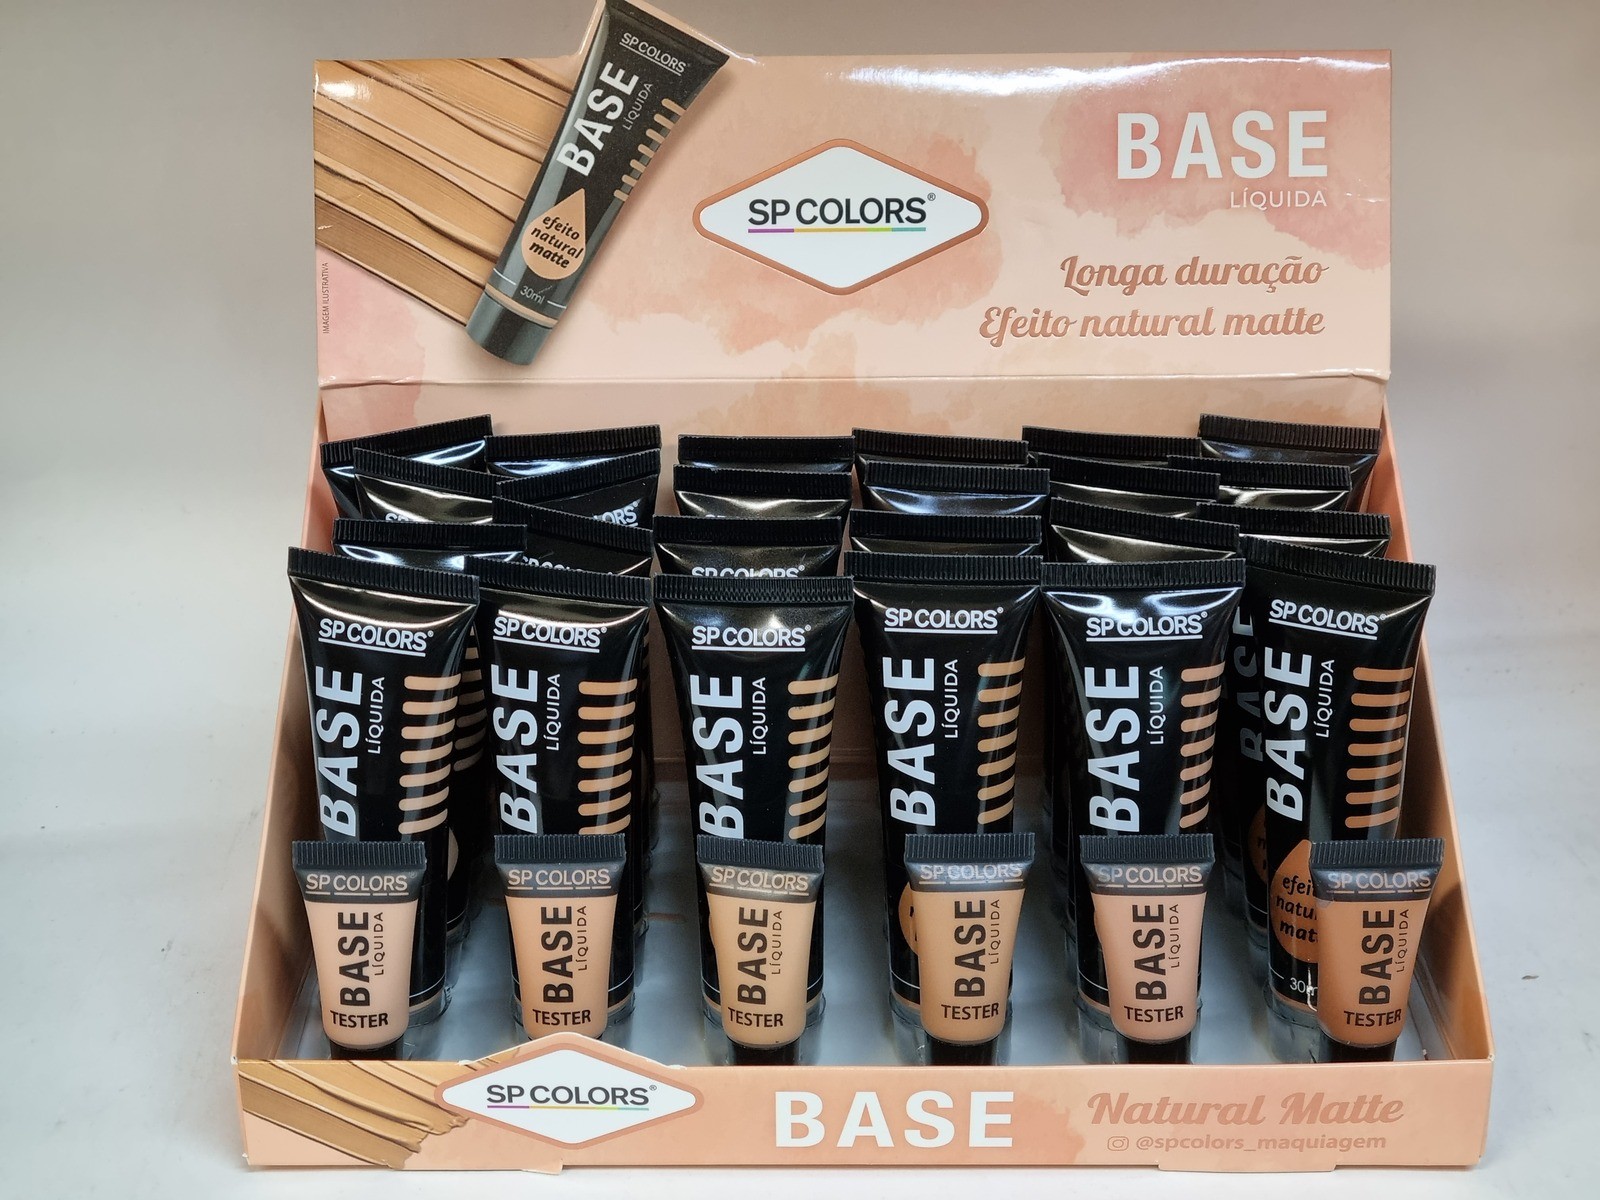 SP COLORS
BASE
LÍQUIDA
efeito
natural
matte
30ml
IMAGEM ILUSTRATIVA
SP COLORS®
BASE
LÍQUIDA
Longa duração
Efeito natural matte
SP COLORS®
BASE
LÍQUIDA
SP COLORS®
BASE
LÍQUIDA
SP COLORS®
BASE
LÍQUIDA
SP COLORS®
BASE
LÍQUIDA
SP COLORS®
BASE
LÍQUIDA
SP COLORS®
BASE
LÍQUIDA
SP COLORS
BASE
LÍQUIDA
TESTER
SP COLORS
BASE
LÍQUIDA
TESTER
SP COLORS
BASE
LÍQUIDA
TESTER
SP COLORS
BASE
LÍQUIDA
TESTER
SP COLORS
BASE
LÍQUIDA
TESTER
SP COLORS
BASE
LÍQUIDA
TESTER
SP COLORS®
BASE
Natural Matte
@spcolors_maquiagem